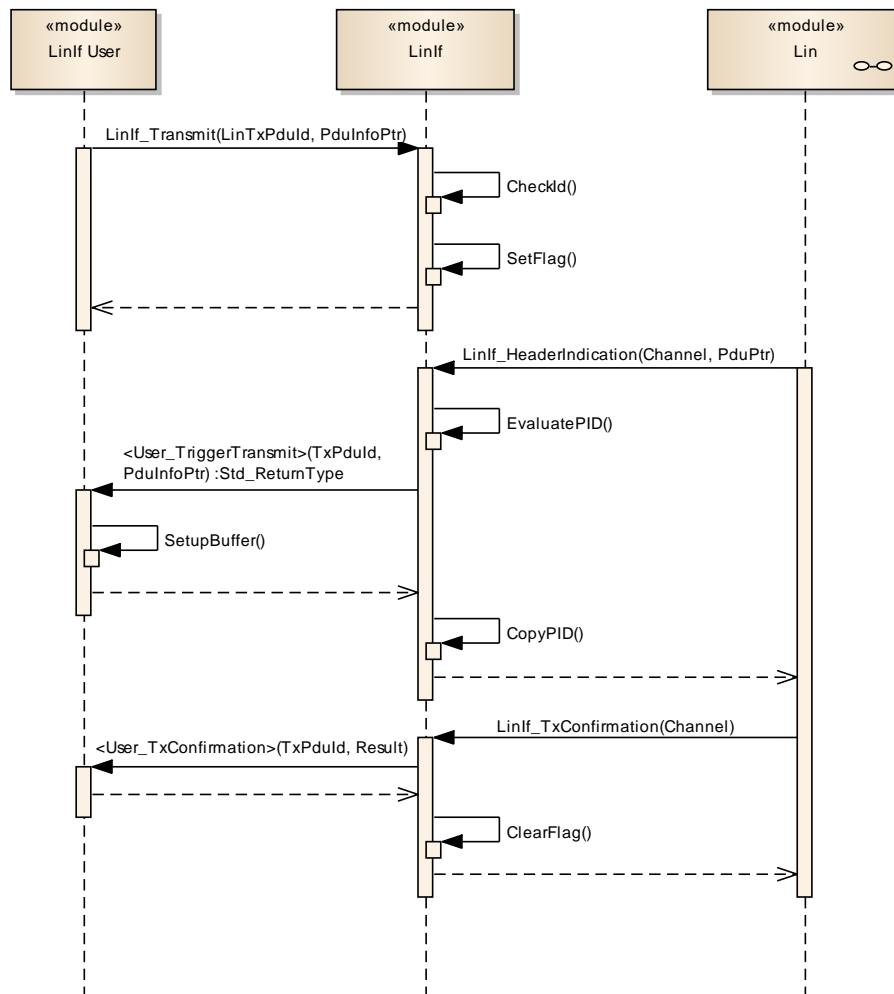 «module»
LinIf User
«module»
LinIf
«module»
Lin
LinIf_Transmit(LinTxPduId, PduInfoPtr)
CheckId()
SetFlag()
LinIf_HeaderIndication(Channel, PduPtr)
EvaluatePID()
<User_TriggerTransmit>(TxPduId,
PduInfoPtr) :Std_ReturnType
SetupBuffer()
CopyPID()
LinIf_TxConfirmation(Channel)
<User_TxConfirmation>(TxPduId, Result)
ClearFlag()